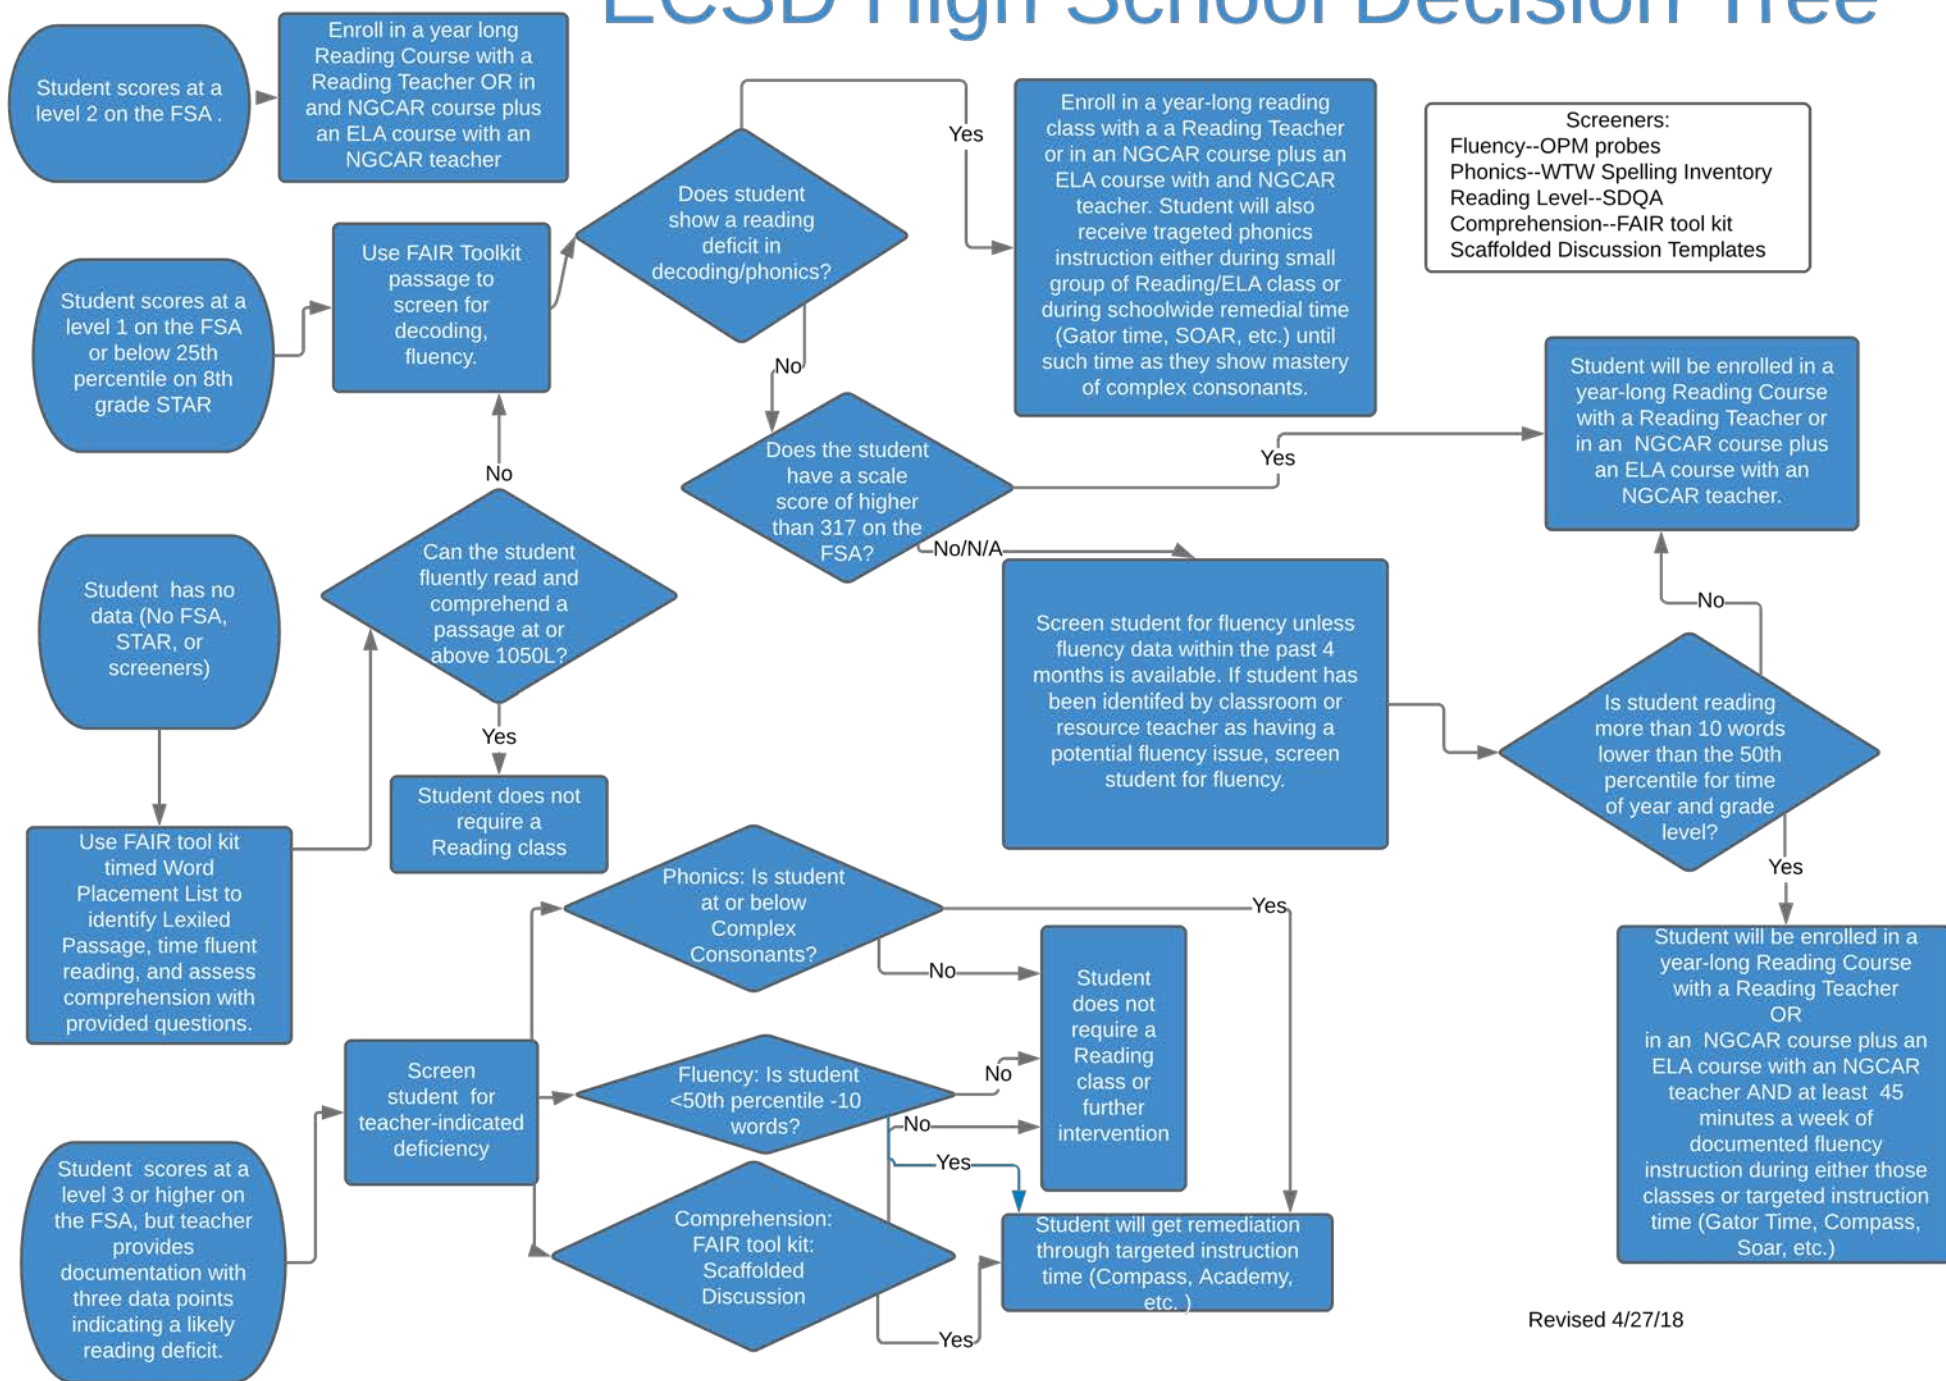 ECSD High School Decision Tree
Student scores at a
level 2 on the FSA .
Enroll in a year long
Reading Course with a
Reading Teacher OR in
and NGCAR course plus
an ELA course with an
NGCAR teacher
Student scores at a
level 1 on the FSA
or below 25th
percentile on 8th
grade STAR
Use FAIR Toolkit
passage to
screen for
decoding,
fluency.
Does student
show a reading
deficit in
decoding/phonics?
Yes
Enroll in a year-long reading
class with a a Reading Teacher
or in an NGCAR course plus an
ELA course with and NGCAR
teacher. Student will also
receive trageted phonics
instruction either during small
group of Reading/ELA class or
during schoolwide remedial time
(Gator time, SOAR, etc.) until
such time as they show mastery
of complex consonants.
Screeners:
Fluency--OPM probes
Phonics--WTW Spelling Inventory
Reading Level--SDQA
Comprehension--FAIR tool kit
Scaffolded Discussion Templates
No
Does the student
have a scale
score of higher
than 317 on the
FSA?
Yes
Student will be enrolled in a
year-long Reading Course
with a Reading Teacher or
in an NGCAR course plus
an ELA course with an
NGCAR teacher.
No/N/A
Screen student for fluency unless
fluency data within the past 4
months is available. If student has
been identifed by classroom or
resource teacher as having a
potential fluency issue, screen
student for fluency.
No
Is student reading
more than 10 words
lower than the 50th
percentile for time
of year and grade
level?
Yes
Student will be enrolled in a
year-long Reading Course
with a Reading Teacher
OR
in an NGCAR course plus an
ELA course with an NGCAR
teacher AND at least 45
minutes a week of
documented fluency
instruction during either those
classes or targeted instruction
time (Gator Time, Compass,
Soar, etc.)
Student has no
data (No FSA,
STAR, or
screeners)
No
Can the student
fluently read and
comprehend a
passage at or
above 1050L?
Yes
Student does not
require a
Reading class
Use FAIR tool kit
timed Word
Placement List to
identify Lexiled
Passage, time fluent
reading, and assess
comprehension with
provided questions.
Student scores at a
level 3 or higher on
the FSA, but teacher
provides
documentation with
three data points
indicating a likely
reading deficit.
Screen
student for
teacher-indicated
deficiency
Phonics: Is student
at or below
Complex
Consonants?
Yes
No
Fluency: Is student
<50th percentile -10
words?
No
No
Yes
Comprehension:
FAIR tool kit:
Scaffolded
Discussion
Yes
Student
does not
require a
Reading
class or
further
intervention
Student will get remediation
through targeted instruction
time (Compass, Academy,
etc. )
Revised 4/27/18